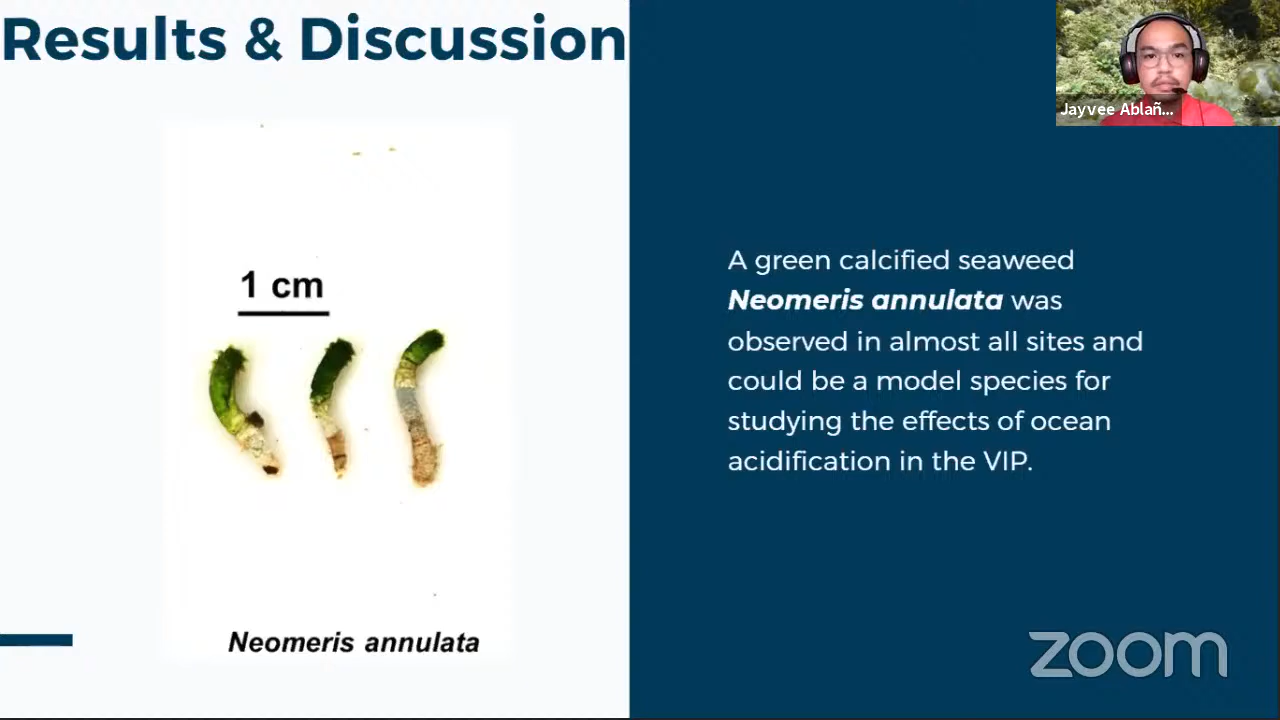 Results & Discussion
Jayvee Ablañ...
1 cm
A green calcified seaweed
Neomeris annulata was
observed in almost all sites and
could be a model species for
studying the effects of ocean
acidification in the VIP.
Neomeris annulata
zoom